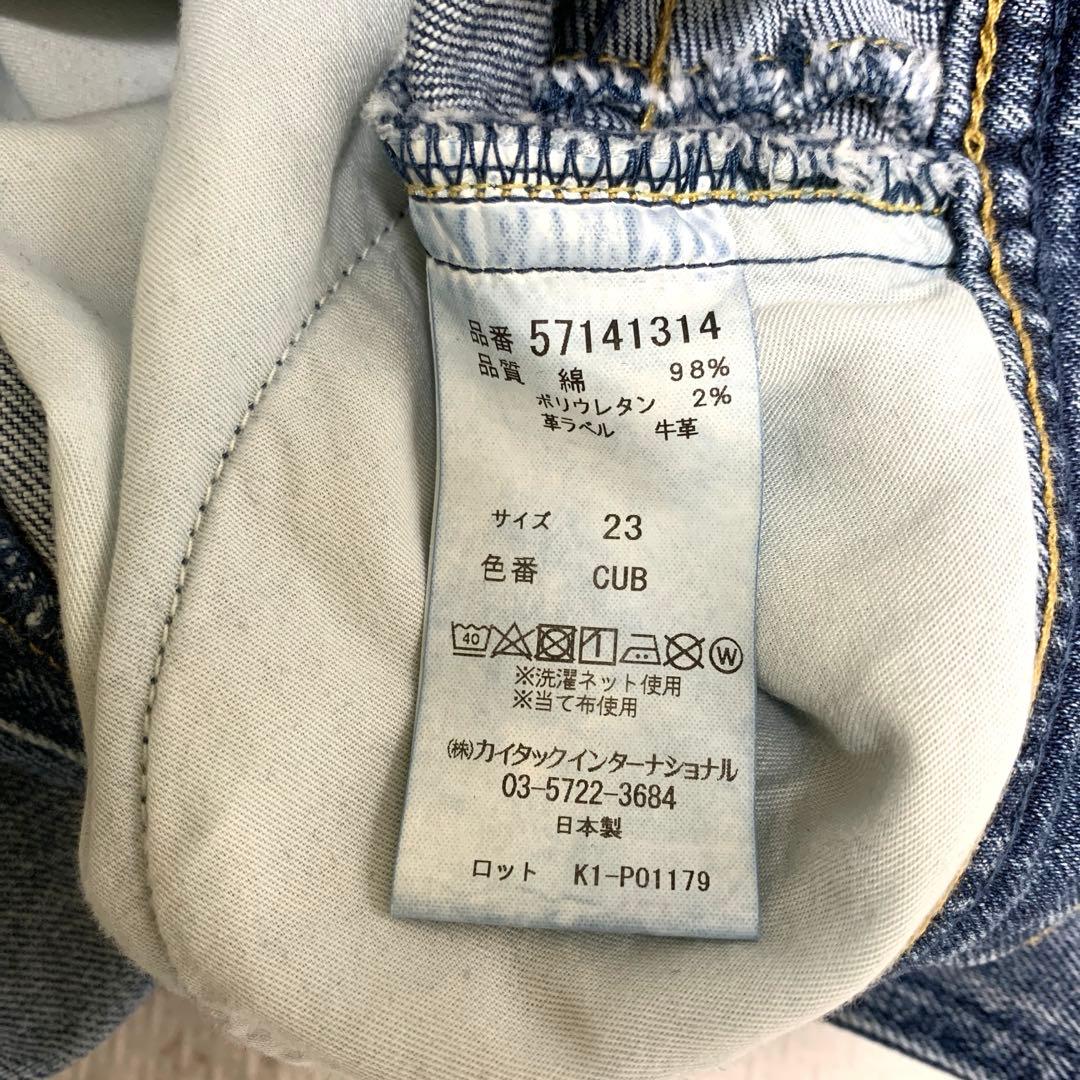 品番 57141314
品質 綿 98%
ポリウレタン 2%
革ラベル 牛革
サイズ 23
色番 CUB
40 W
※洗濯ネット使用
※当て布使用
㈱カイタックインターナショナル
03-5722-3684
日本製
ロット K1-P01179